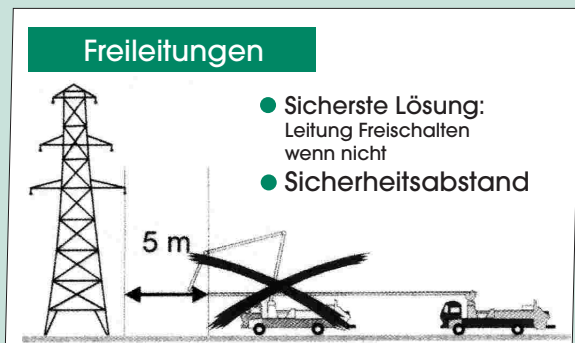 Freileitungen
● Sicherste Lösung:
Leitung Freischalten
wenn nicht
● Sicherheitsabstand
5 m